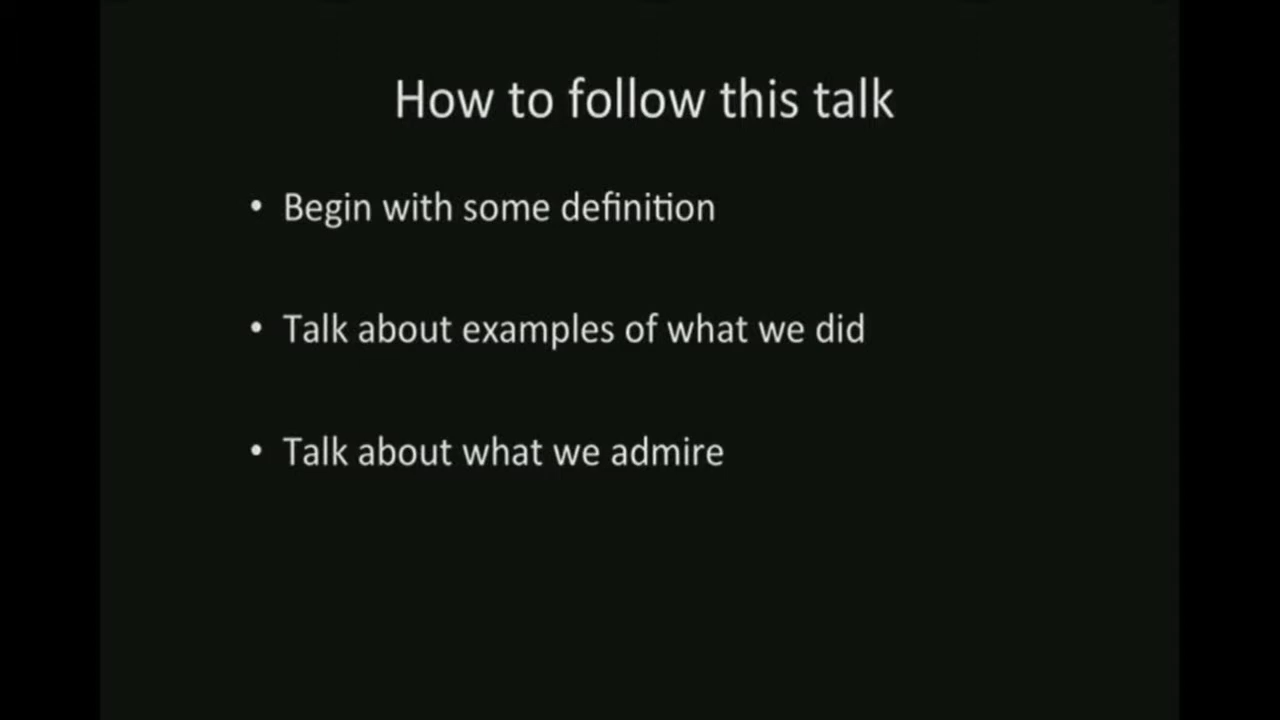 How to follow this talk
• Begin with some definition
• Talk about examples of what we did
• Talk about what we admire